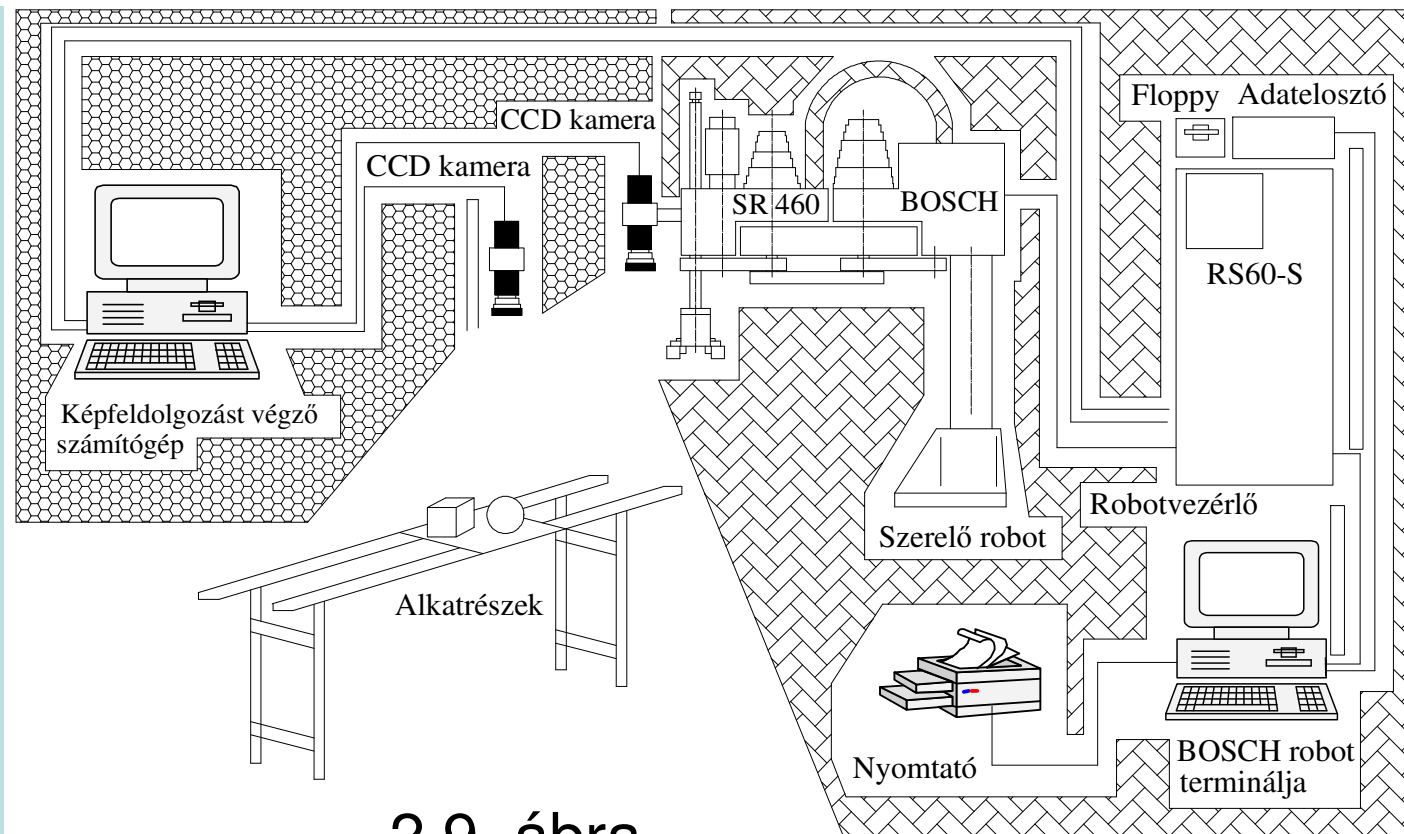 CCD kamera
CCD kamera
SR 460
BOSCH
Floppy
Adatelosztó
RS60-S
Képfeldolgozást végző
számítógép
Robotvezérlő
Szerelő robot
Alkatrészek
Nyomtató
BOSCH robot
terminálja
2.9. ábra